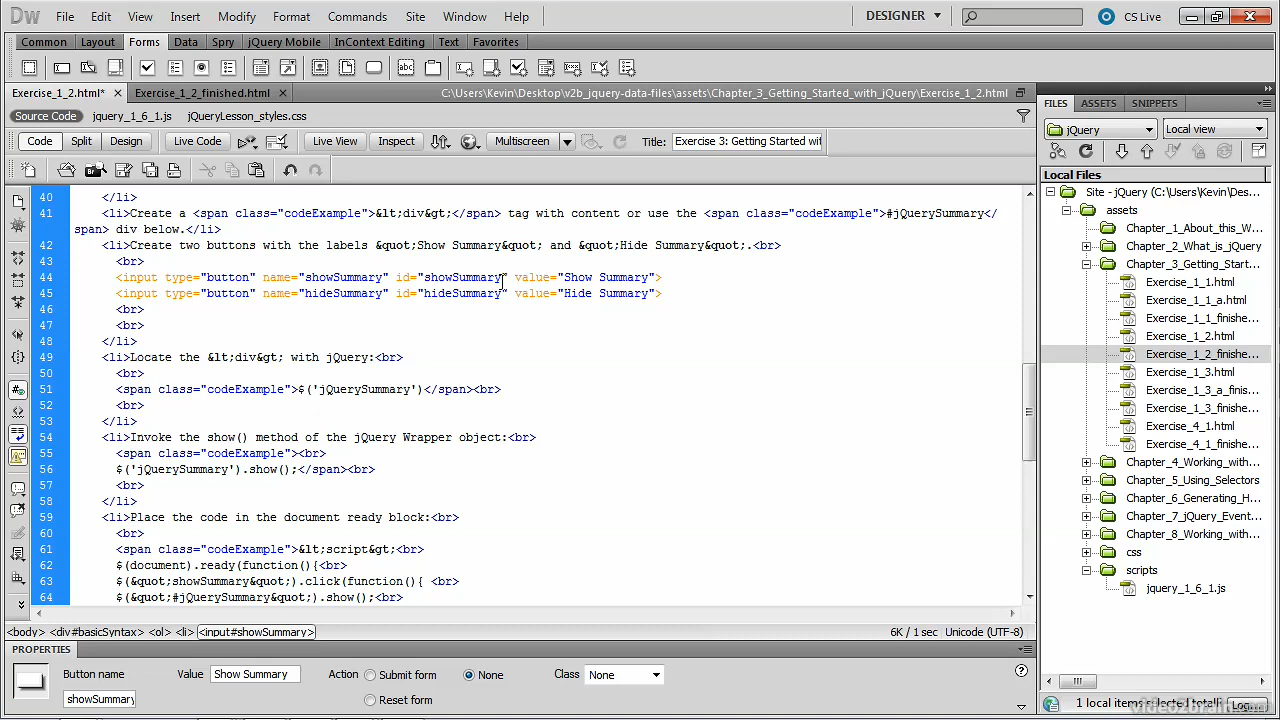 Dw File Edit View Insert Modify Format Commands Site Window Help DESIGNER CS Live
Common Layout Forms Data Spry jQuery Mobile InContext Editing Text Favorites
Exercise_1_2.html* Exercise_1_2_finished.html C:\Users\Kevin\Desktop\v2b_jquery-data-files\assets\Chapter_3_Getting_Started_with_jQuery\Exercise_1_2.html
Source Code jquery_1_6_1.js jQueryLesson_styles.css
Code Split Design Live Code Live View Inspect Multiscreen Title: Exercise 3: Getting Started wit
40 </li>
41 <li>Create a <span class="codeExample">&lt;div&gt;</span> tag with content or use the <span class="codeExample">#jQuerySummary</
span> div below.</li>
42 <li>Create two buttons with the labels &quot;Show Summary&quot; and &quot;Hide Summary&quot;.<br>
43 <br>
44 <input type="button" name="showSummary" id="showSummary" value="Show Summary">
45 <input type="button" name="hideSummary" id="hideSummary" value="Hide Summary">
46 <br>
47 <br>
48 </li>
49 <li>Locate the &lt;div&gt; with jQuery:<br>
50 <br>
51 <span class="codeExample">$('jQuerySummary')</span><br>
52 <br>
53 </li>
54 <li>Invoke the show() method of the jQuery Wrapper object:<br>
55 <span class="codeExample"><br>
56 $('jQuerySummary').show();</span><br>
57 <br>
58 </li>
59 <li>Place the code in the document ready block:<br>
60 <br>
61 <span class="codeExample">&lt;script&gt;<br>
62 $(document).ready(function(){<br>
63 $(&quot;showSummary&quot;).click(function(){ <br>
64 $(&quot;#jQuerySummary&quot;).show();<br>
<body> <div#basicSyntax> <ol> <li> <input#showSummary> 6K / 1 sec Unicode (UTF-8)
PROPERTIES
Button name Value Show Summary Action Submit form None Class None
showSummary Reset form
FILES ASSETS SNIPPETS
jQuery Local view
Local Files
Site - jQuery (C:\Users\Kevin\Des...
assets
Chapter_1_About_this_W...
Chapter_2_What_is_jQuery
Chapter_3_Getting_Start...
Exercise_1_1.html
Exercise_1_1_a.html
Exercise_1_1_finishe...
Exercise_1_2.html
Exercise_1_2_finishe...
Exercise_1_3.html
Exercise_1_3_a_finis...
Exercise_1_3_finishe...
Exercise_4_1.html
Exercise_4_1_finishe...
Chapter_4_Working_with...
Chapter_5_Using_Selectors
Chapter_6_Generating_H...
Chapter_7_jQuery_Event...
Chapter_8_Working_with...
css
scripts
jquery_1_6_1.js
1 local items selected totalli Log...
video2brain.com